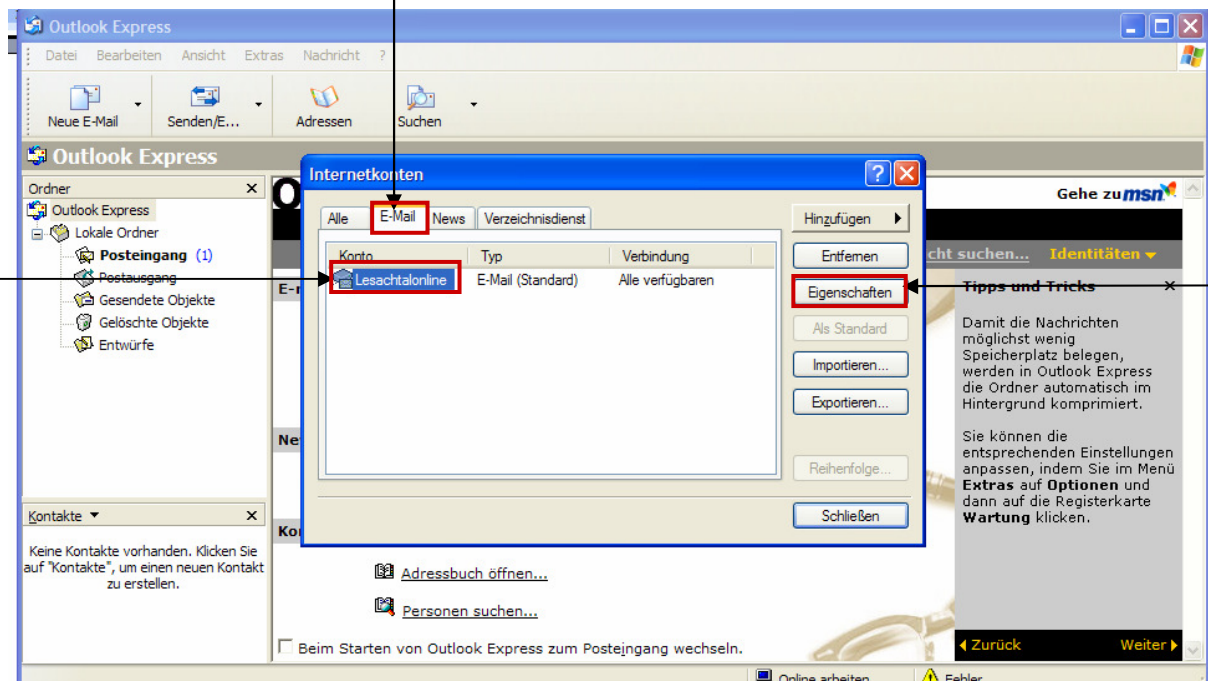 Outlook Express
Datei Bearbeiten Ansicht Extras Nachricht ?
Neue E-Mail Senden/E... Adressen Suchen
Outlook Express
Ordner
Outlook Express
Lokale Ordner
Posteingang (1)
Postausgang
Gesendete Objekte
Gelöschte Objekte
Entwürfe
Kontakte
Keine Kontakte vorhanden. Klicken Sie
auf "Kontakte", um einen neuen Kontakt
zu erstellen.
Internetkonten
Alle E-Mail News Verzeichnisdienst
Konto Typ Verbindung
Lesachtalonline E-Mail (Standard) Alle verfügbaren
Hinzufügen
Entfernen
Eigenschaften
Als Standard
Importieren...
Exportieren...
Reihenfolge...
Schließen
Gehe zu msn
cht suchen... Identitäten
Tipps und Tricks
Damit die Nachrichten
möglichst wenig
Speicherplatz belegen,
werden in Outlook Express
die Ordner automatisch im
Hintergrund komprimiert.
Sie können die
entsprechenden Einstellungen
anpassen, indem Sie im Menü
Extras auf Optionen und
dann auf die Registerkarte
Wartung klicken.
Zurück Weiter
Adressbuch öffnen...
Personen suchen...
Beim Starten von Outlook Express zum Posteingang wechseln.
Online arbeiten Fehler